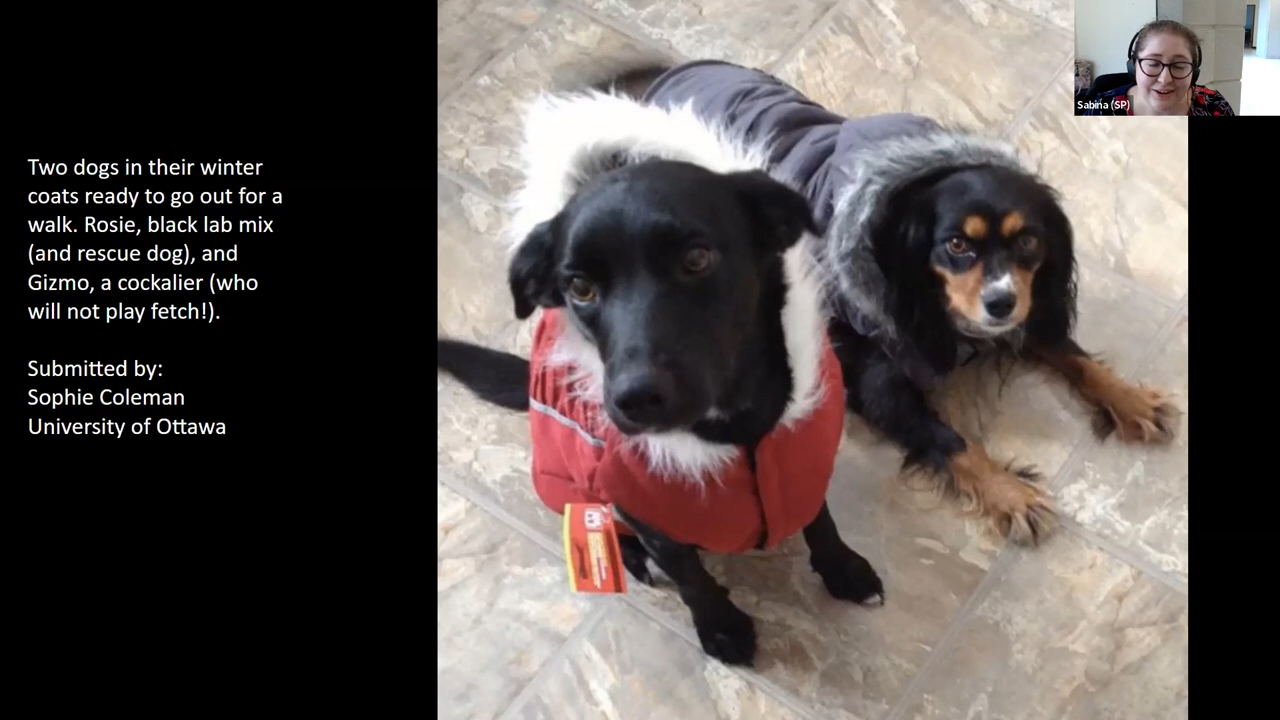 Two dogs in their winter
coats ready to go out for a
walk. Rosie, black lab mix
(and rescue dog), and
Gizmo, a cockalier (who
will not play fetch!).
Submitted by:
Sophie Coleman
University of Ottawa
Sabina (SP)